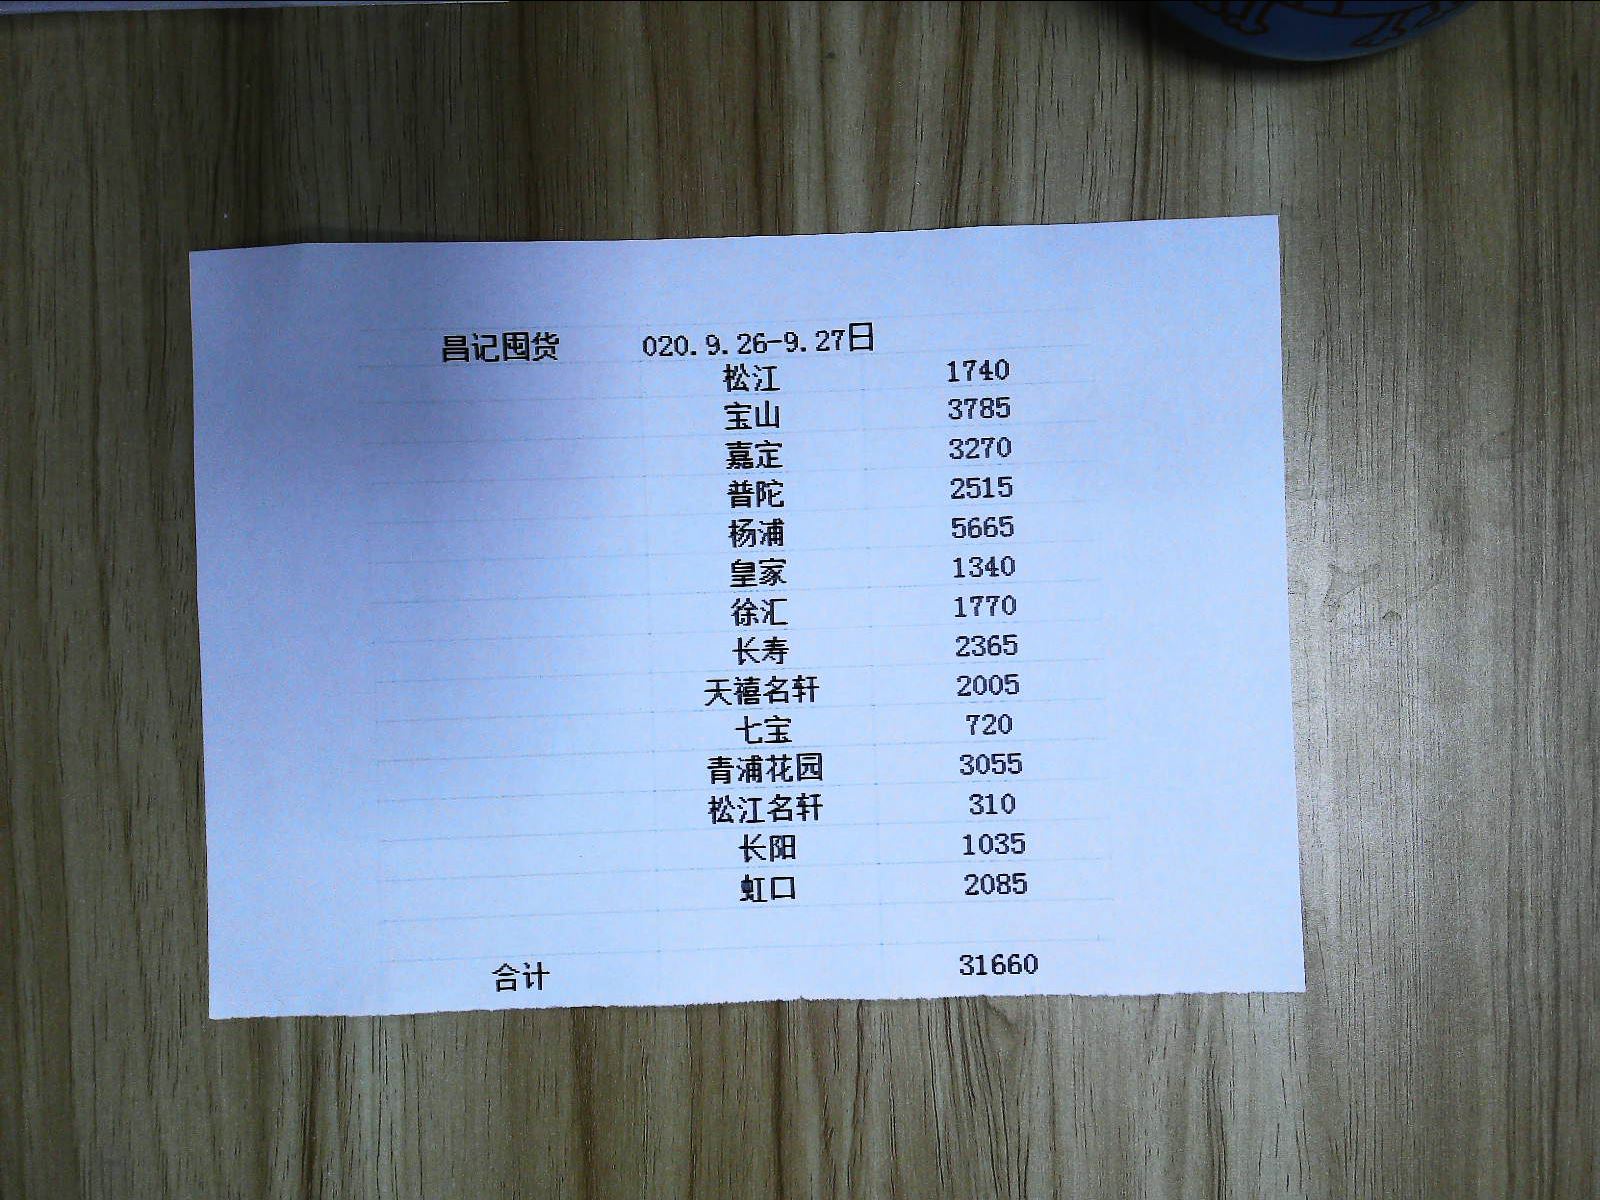 昌记囤货 020.9.26-9.27日
松江 1740
宝山 3785
嘉定 3270
普陀 2515
杨浦 5665
皇家 1340
徐汇 1770
长寿 2365
天禧名轩 2005
七宝 720
青浦花园 3055
松江名轩 310
长阳 1035
虹口 2085
合计 31660